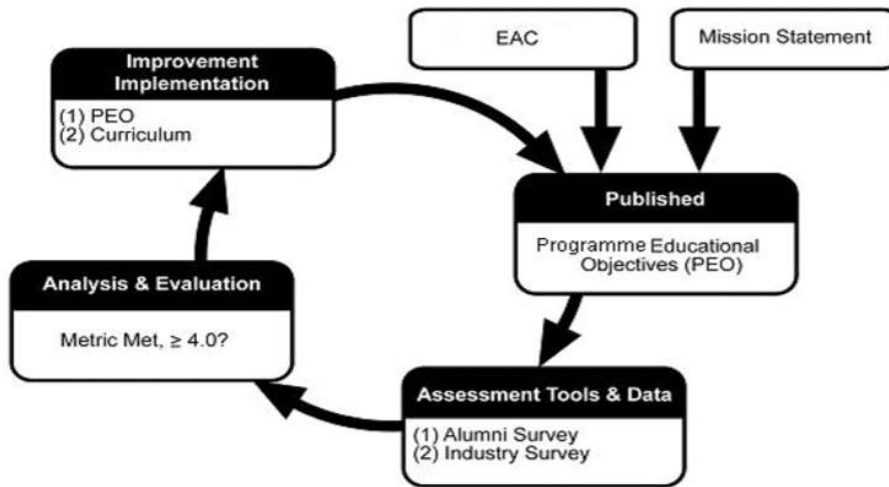 EAC
Mission Statement
Improvement
Implementation
(1) PEO
(2) Curriculum
Published
Programme Educational
Objectives (PEO)
Analysis & Evaluation
Metric Met, ≥ 4.0?
Assessment Tools & Data
(1) Alumni Survey
(2) Industry Survey